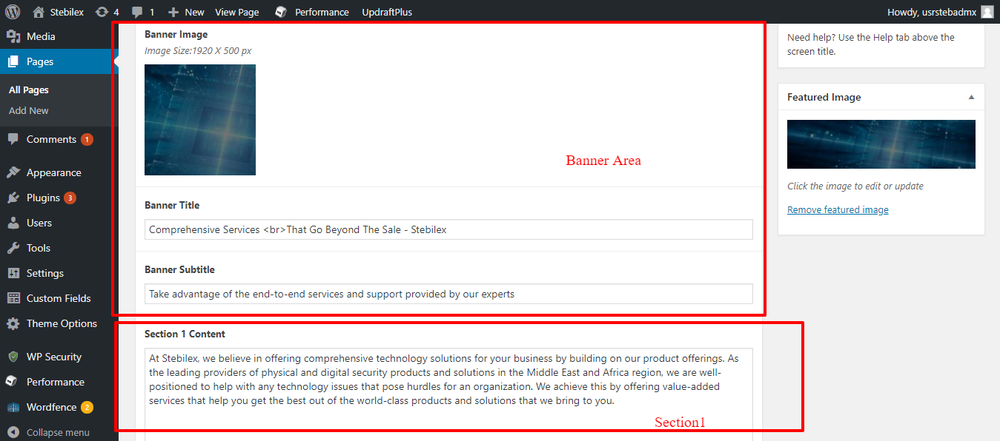 Stebilex 4 1 New View Page Performance UpdraftPlus Howdy, usrstebadmx
Media
Pages
All Pages
Add New
Comments 1
Appearance
Plugins 3
Users
Tools
Settings
Custom Fields
Theme Options
WP Security
Performance
Wordfence 2
Collapse menu
Banner Image
Image Size:1920 X 500 px
Banner Area
Banner Title
Comprehensive Services <br>That Go Beyond The Sale - Stebilex
Banner Subtitle
Take advantage of the end-to-end services and support provided by our experts
Section 1 Content
At Stebilex, we believe in offering comprehensive technology solutions for your business by building on our product offerings. As
the leading providers of physical and digital security products and solutions in the Middle East and Africa region, we are well-
positioned to help with any technology issues that pose hurdles for an organization. We achieve this by offering value-added
services that help you get the best out of the world-class products and solutions that we bring to you.
Section1
Need help? Use the Help tab above the
screen title.
Featured Image
Click the image to edit or update
Remove featured image